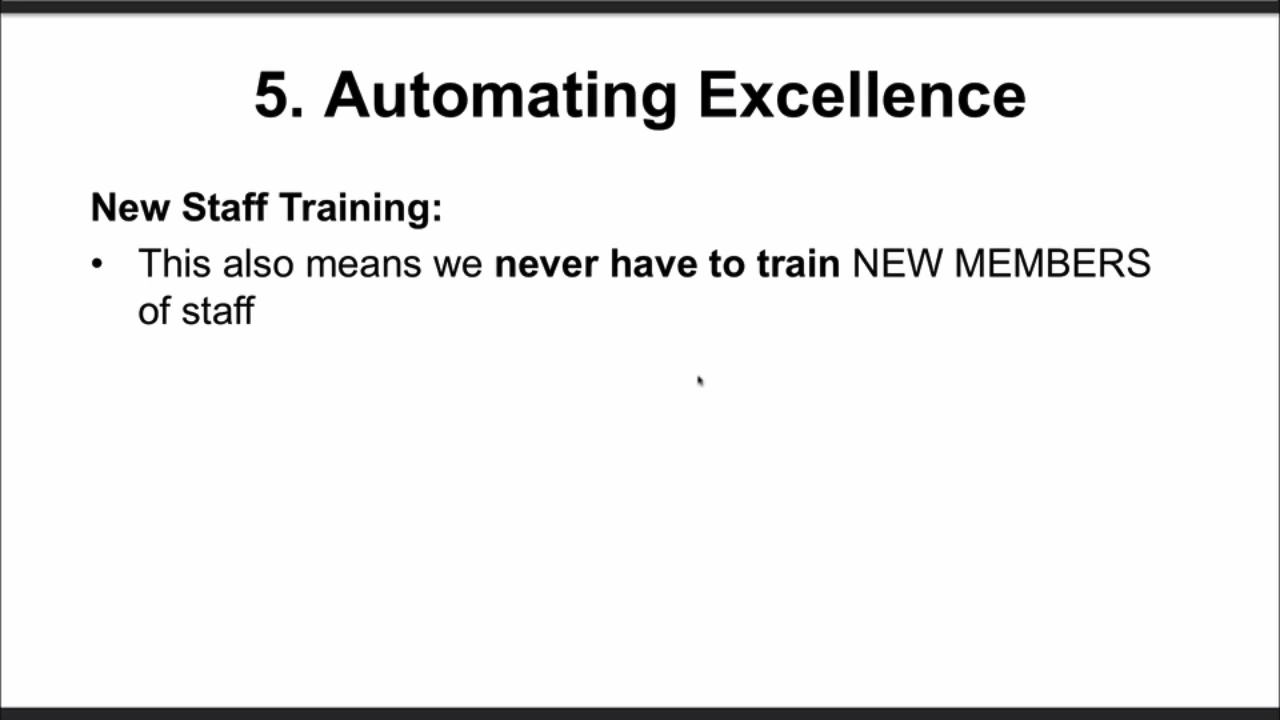 5. Automating Excellence
New Staff Training:
• This also means we never have to train NEW MEMBERS
of staff